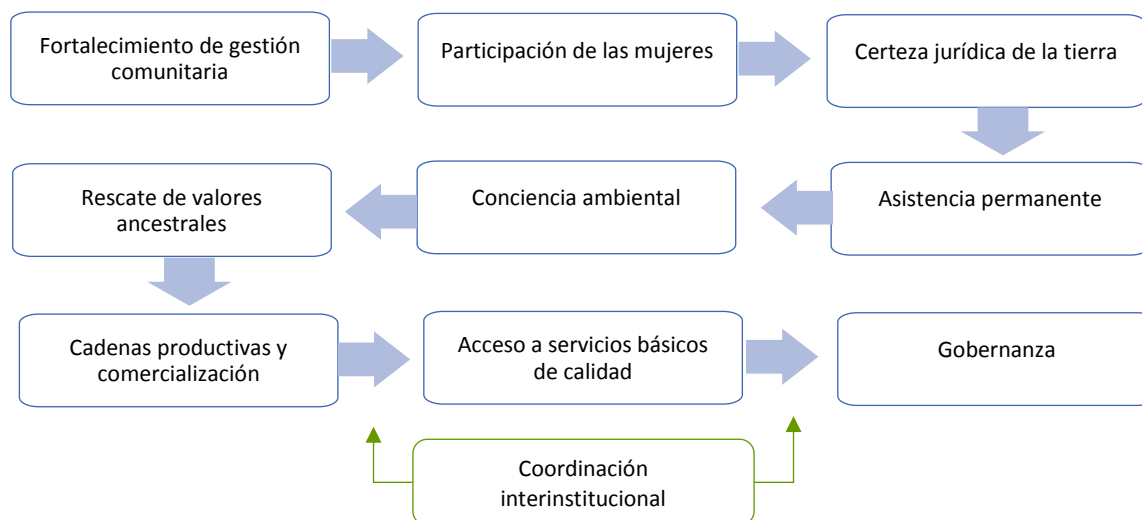 Fortalecimiento de gestión
comunitaria
Participación de las mujeres
Certeza jurídica de la tierra
Asistencia permanente
Conciencia ambiental
Rescate de valores
ancestrales
Cadenas productivas y
comercialización
Acceso a servicios básicos
de calidad
Gobernanza
Coordinación
interinstitucional